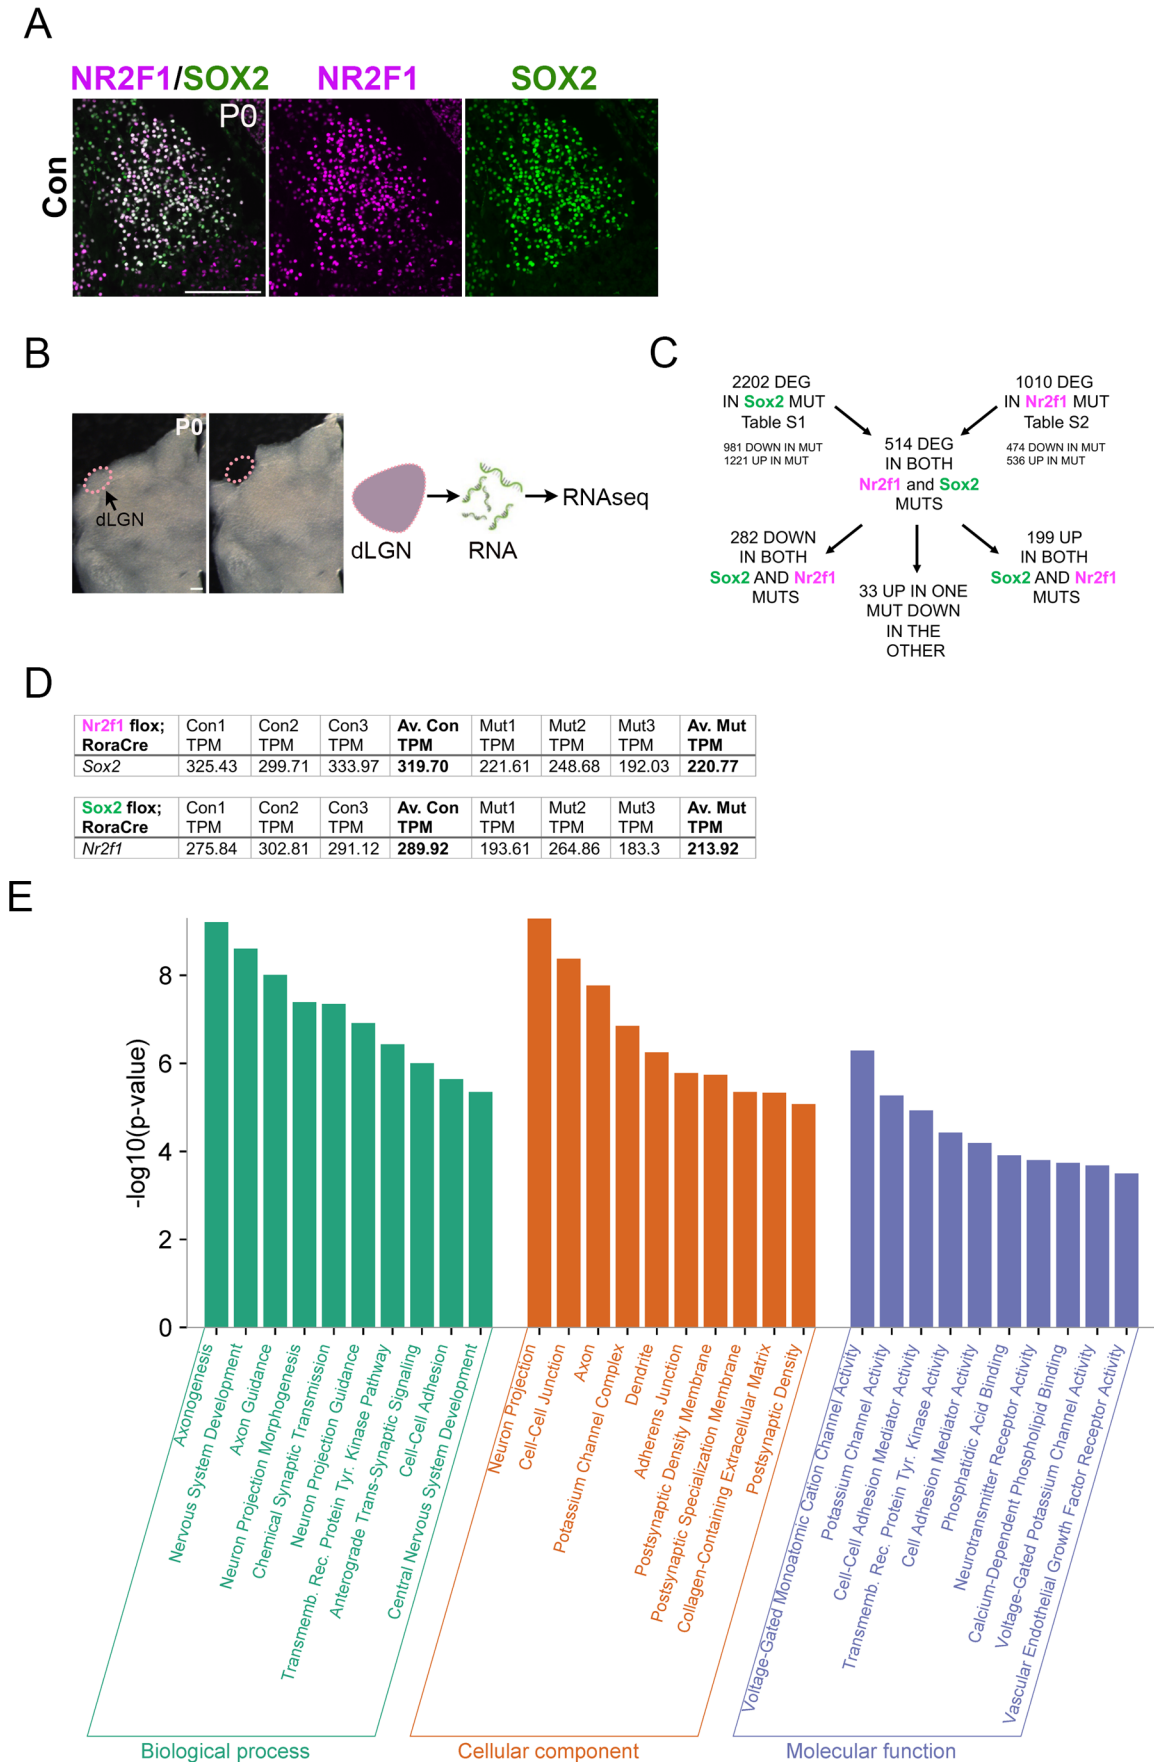 A
NR2F1/SOX2
NR2F1
SOX2
Con
P0
B
P0
dLGN
dLGN
RNA
RNAseq
C
2202 DEG
IN Sox2 MUT
Table S1
981 DOWN IN MUT
1221 UP IN MUT
1010 DEG
IN Nr2f1 MUT
Table S2
474 DOWN IN MUT
536 UP IN MUT
514 DEG
IN BOTH
Nr2f1 and Sox2
MUTS
282 DOWN
IN BOTH
Sox2 AND Nr2f1
MUTS
33 UP IN ONE
MUT DOWN
IN THE
OTHER
199 UP
IN BOTH
Sox2 AND Nr2f1
MUTS
D
Nr2f1 flox; Con1 Con2 Con3 Av. Con Mut1 Mut2 Mut3 Av. Mut
RoraCre TPM TPM TPM TPM TPM TPM TPM TPM
Sox2 325.43 299.71 333.97 319.70 221.61 248.68 192.03 220.77
Sox2 flox; Con1 Con2 Con3 Av. Con Mut1 Mut2 Mut3 Av. Mut
RoraCre TPM TPM TPM TPM TPM TPM TPM TPM
Nr2f1 275.84 302.81 291.12 289.92 193.61 264.86 183.3 213.92
E
-log10(p-value)
8
6
4
2
0
Axonogenesis
Nervous System Development
Axon Guidance
Neuron Projection Morphogenesis
Chemical Synaptic Transmission
Neuron Projection Guidance
Transmemb. Rec. Protein Tyr. Kinase Pathway
Anterograde Trans-Synaptic Signaling
Cell-Cell Adhesion
Central Nervous System Development
Neuron Projection
Cell-Cell Junction
Axon
Potassium Channel Complex
Dendrite
Adherens Junction
Postsynaptic Density Membrane
Postsynaptic Specialization Membrane
Collagen-Containing Extracellular Matrix
Postsynaptic Density
Voltage-Gated Monoatomic Cation Channel Activity
Potassium Channel Activity
Cell-Cell Adhesion Mediator Activity
Transmemb. Rec. Protein Tyr. Kinase Activity
Cell Adhesion Mediator Activity
Phosphatidic Acid Binding
Neurotransmitter Receptor Activity
Calcium-Dependent Phospholipid Binding
Voltage-Gated Potassium Channel Activity
Vascular Endothelial Growth Factor Receptor Activity
Biological process
Cellular component
Molecular function